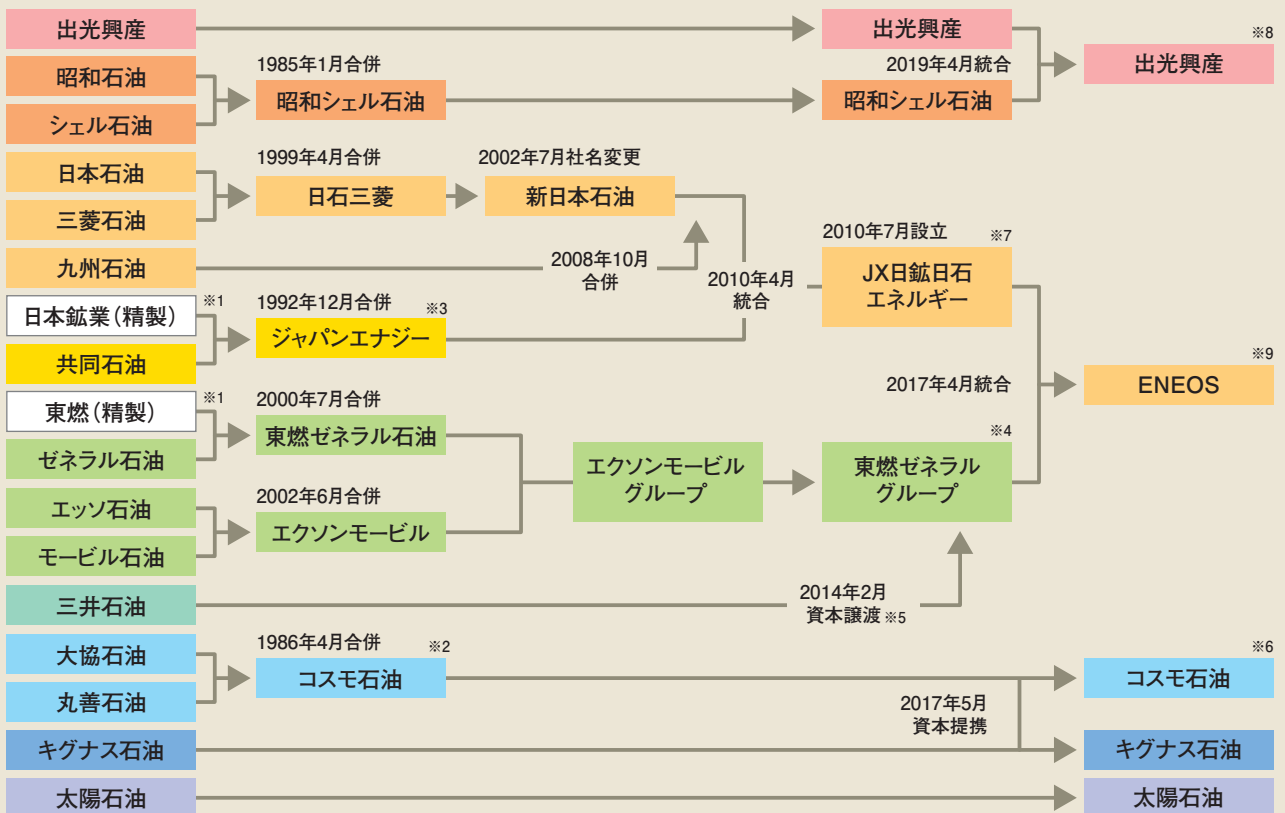 出光興産
出光興産
※8
出光興産
昭和石油
シェル石油
1985年1月合併
昭和シェル石油
2019年4月統合
昭和シェル石油
日本石油
三菱石油
1999年4月合併
日石三菱
2002年7月社名変更
新日本石油
九州石油
2008年10月
合併
2010年4月
統合
2010年7月設立
※7
JX日鉱日石
エネルギー
※1
日本鉱業（精製）
共同石油
1992年12月合併
※3
ジャパンエナジー
2017年4月統合
※9
ENEOS
※1
東燃（精製）
ゼネラル石油
2000年7月合併
東燃ゼネラル石油
エッソ石油
モービル石油
2002年6月合併
エクソンモービル
エクソンモービル
グループ
※4
東燃ゼネラル
グループ
三井石油
2014年2月
資本譲渡※5
大協石油
丸善石油
1986年4月合併
※2
コスモ石油
※6
コスモ石油
2017年5月
資本提携
キグナス石油
キグナス石油
太陽石油
太陽石油